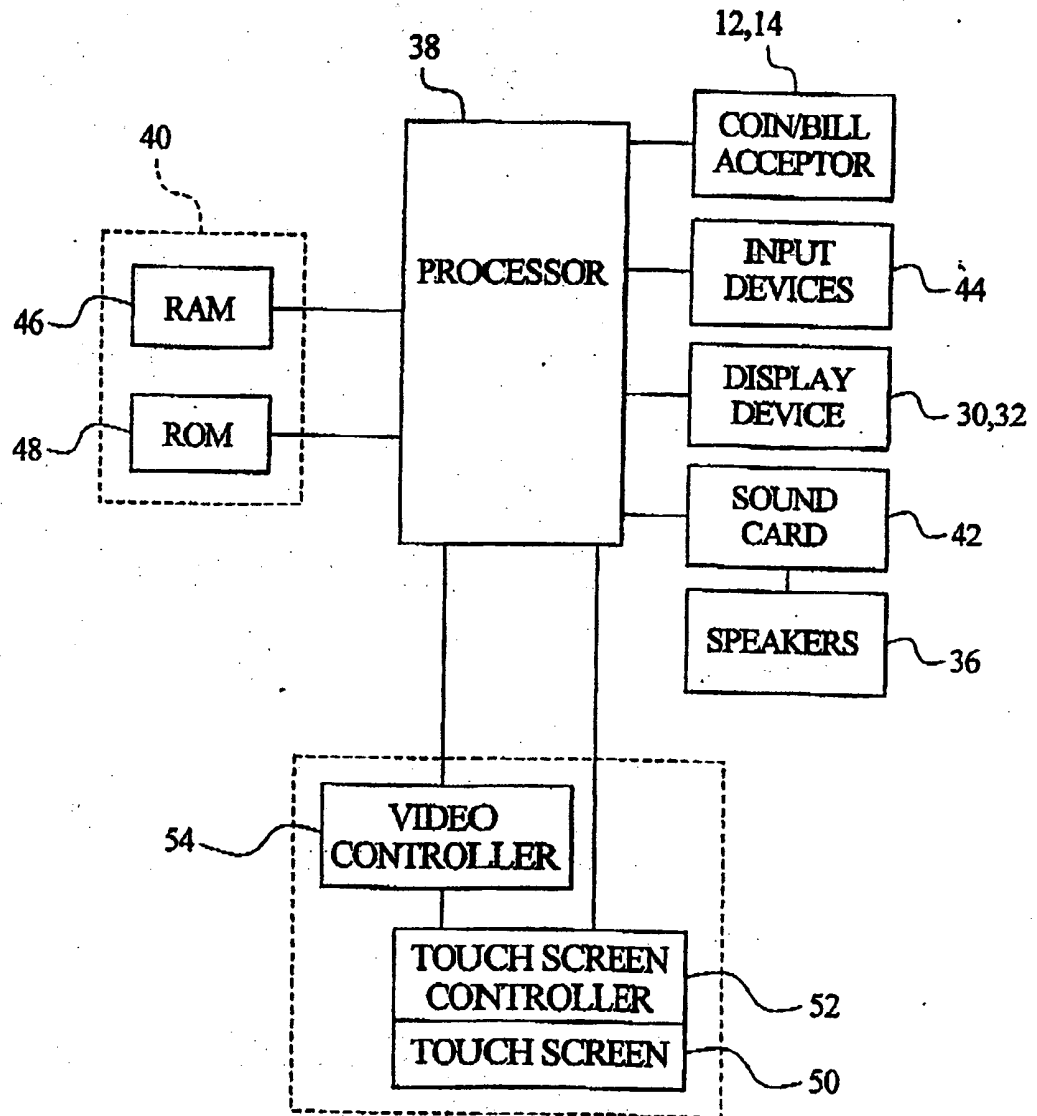 12,14
38
COIN/BILL
ACCEPTOR
40
PROCESSOR
INPUT
DEVICES
44
46
RAM
DISPLAY
DEVICE
30,32
48
ROM
SOUND
CARD
42
SPEAKERS
36
54
VIDEO
CONTROLLER
TOUCH SCREEN
CONTROLLER
52
TOUCH SCREEN
50